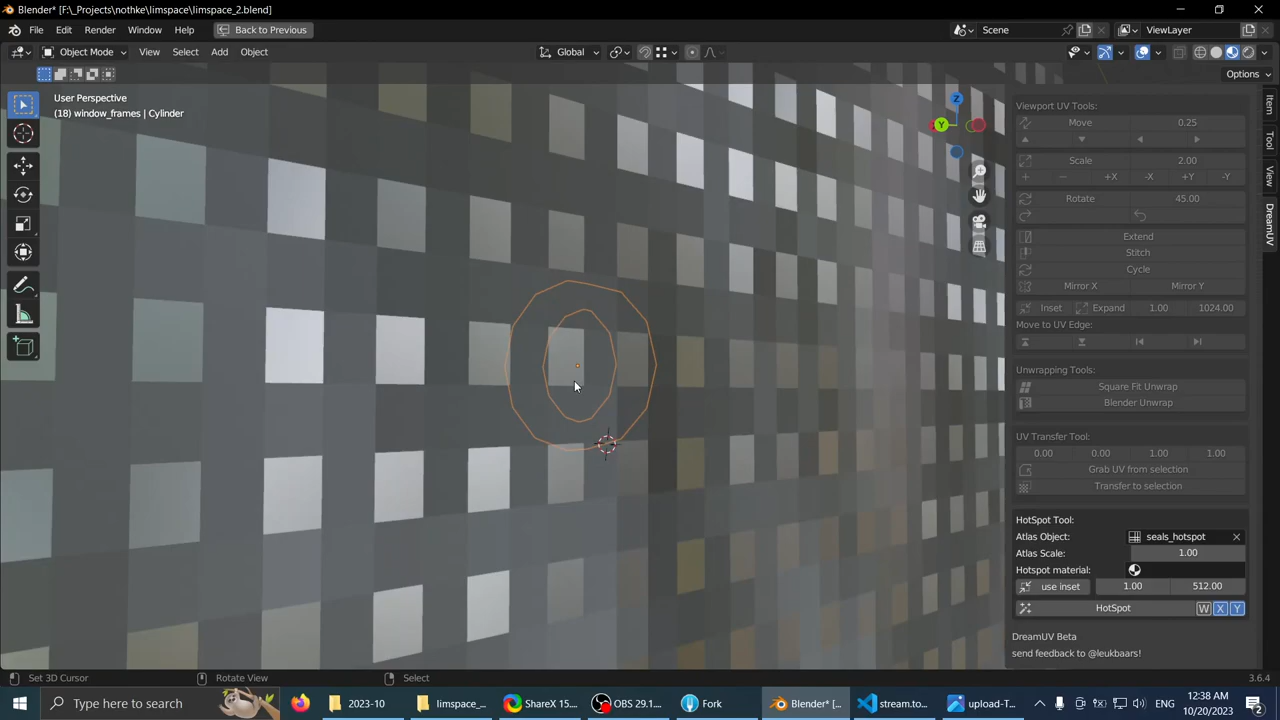 Blender* [F:\_Projects\nothke\limspace\limspace_2.blend]
File Edit Render Window Help Back to Previous Scene ViewLayer
Object Mode View Select Add Object Global
Options
User Perspective
(18) window_frames | Cylinder
Z
Y
Item
Tool
View
DreamUV
Viewport UV Tools:
Move 0.25
Scale 2.00
+ − +X -X +Y -Y
Rotate 45.00
Extend
Stitch
Cycle
Mirror X Mirror Y
Inset Expand 1.00 1024.00
Move to UV Edge:
Unwrapping Tools:
Square Fit Unwrap
Blender Unwrap
UV Transfer Tool:
0.00 0.00 1.00 1.00
Grab UV from selection
Transfer to selection
HotSpot Tool:
Atlas Object: seals_hotspot
Atlas Scale: 1.00
Hotspot material:
use inset 1.00 512.00
HotSpot W X Y
DreamUV Beta
send feedback to @leukbaars!
Set 3D Cursor Rotate View Select 3.6.4
Type here to search 2023-10 limspace_... ShareX 15.... OBS 29.1.... Fork Blender* [... stream.to... upload-T... ENG 12:38 AM
10/20/2023 2